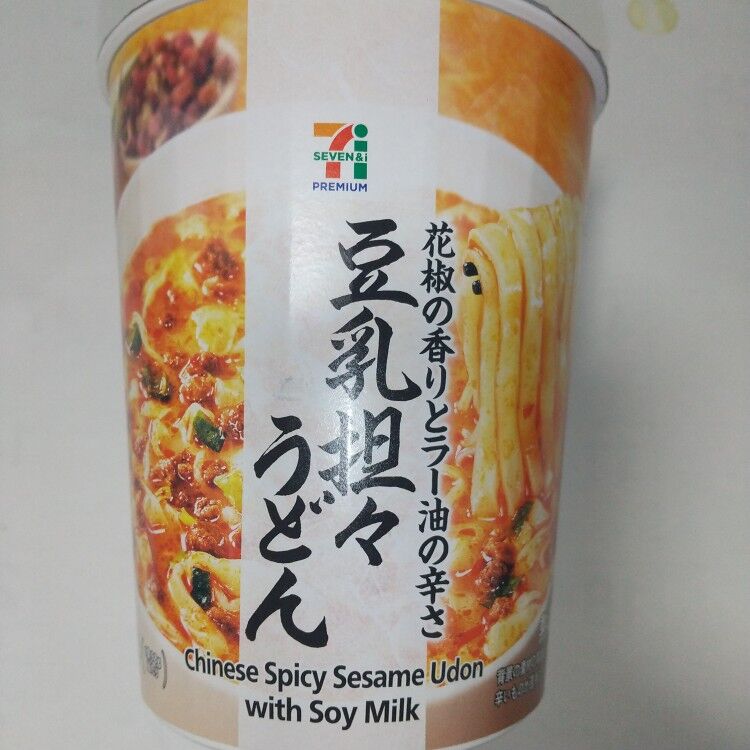 SEVEN&i
PREMIUM
花椒の香りとラー油の辛さ
豆乳担々
うどん
Chinese Spicy Sesame Udon
with Soy Milk